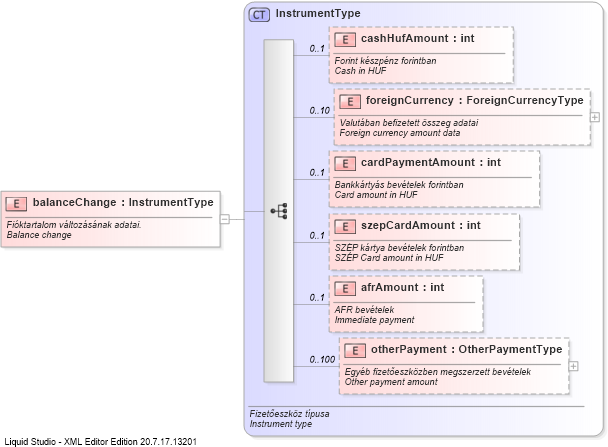 CT InstrumentType
0..1
E cashHufAmount : int
Forint készpénz forintban
Cash in HUF
0..10
E foreignCurrency : ForeignCurrencyType
Valutában befizetett összeg adatai
Foreign currency amount data
0..1
E cardPaymentAmount : int
Bankkártyás bevételek forintban
Card amount in HUF
E balanceChange : InstrumentType
Fióktartalom változásának adatai.
Balance change
0..1
E szepCardAmount : int
SZÉP kártya bevételek forintban
SZÉP Card amount in HUF
0..1
E afrAmount : int
AFR bevételek
Immediate payment
0..100
E otherPayment : OtherPaymentType
Egyéb fizetőeszközben megszerzett bevételek
Other payment amount
Fizetőeszköz típusa
Instrument type
Liquid Studio - XML Editor Edition 20.7.17.13201